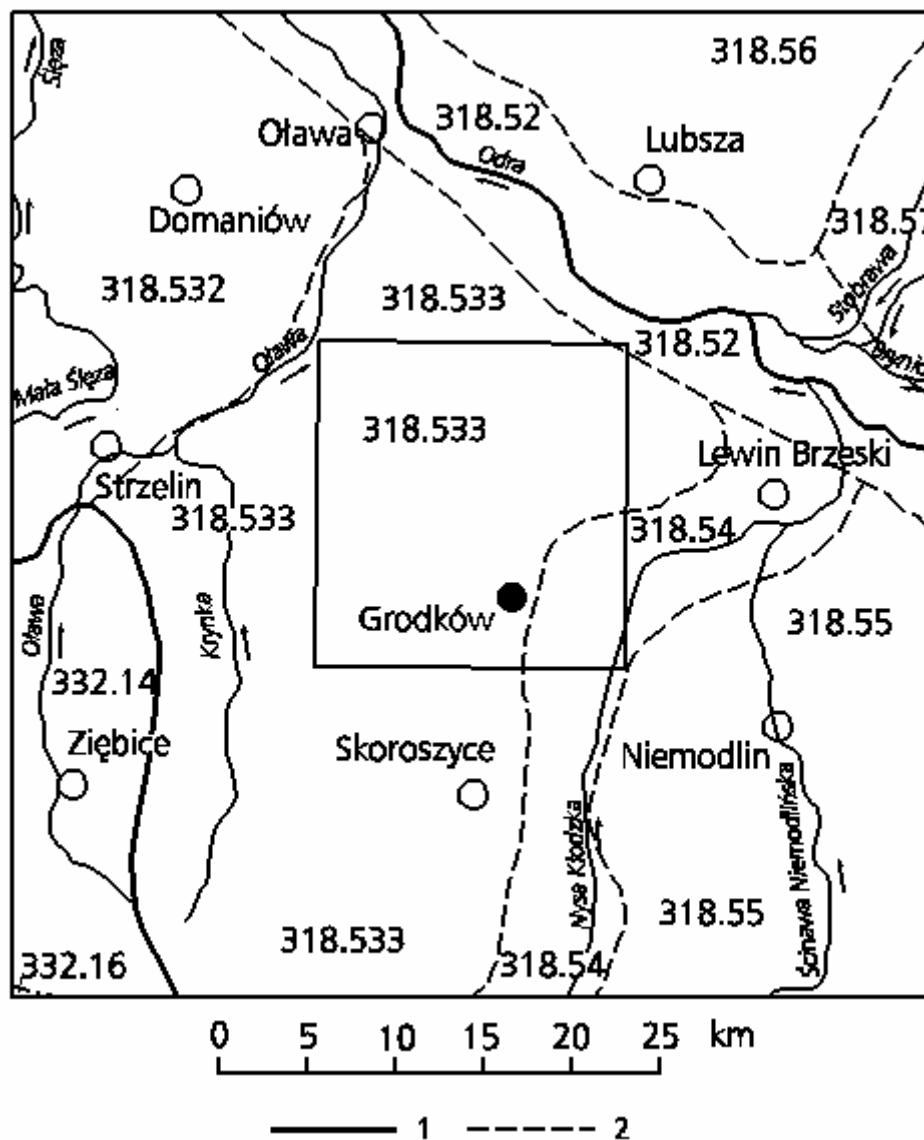 Ślęza
318.56
Oława
318.52
Odra
Lubsza
Domaniów
318.5
Stobrawa
318.532
318.533
Oława
318.52
Mała Ślęza
318.533
Lewin Brzeski
Strzelin
318.533
318.54
Oława
Krynka
Grodków
318.55
332.14
Ziębice
Skoroszyce
Niemodlin
Nysa Kłodzka
Ścinawa Niemodlińska
318.55
318.533
318.54
332.16
0 5 10 15 20 25 km
1 2